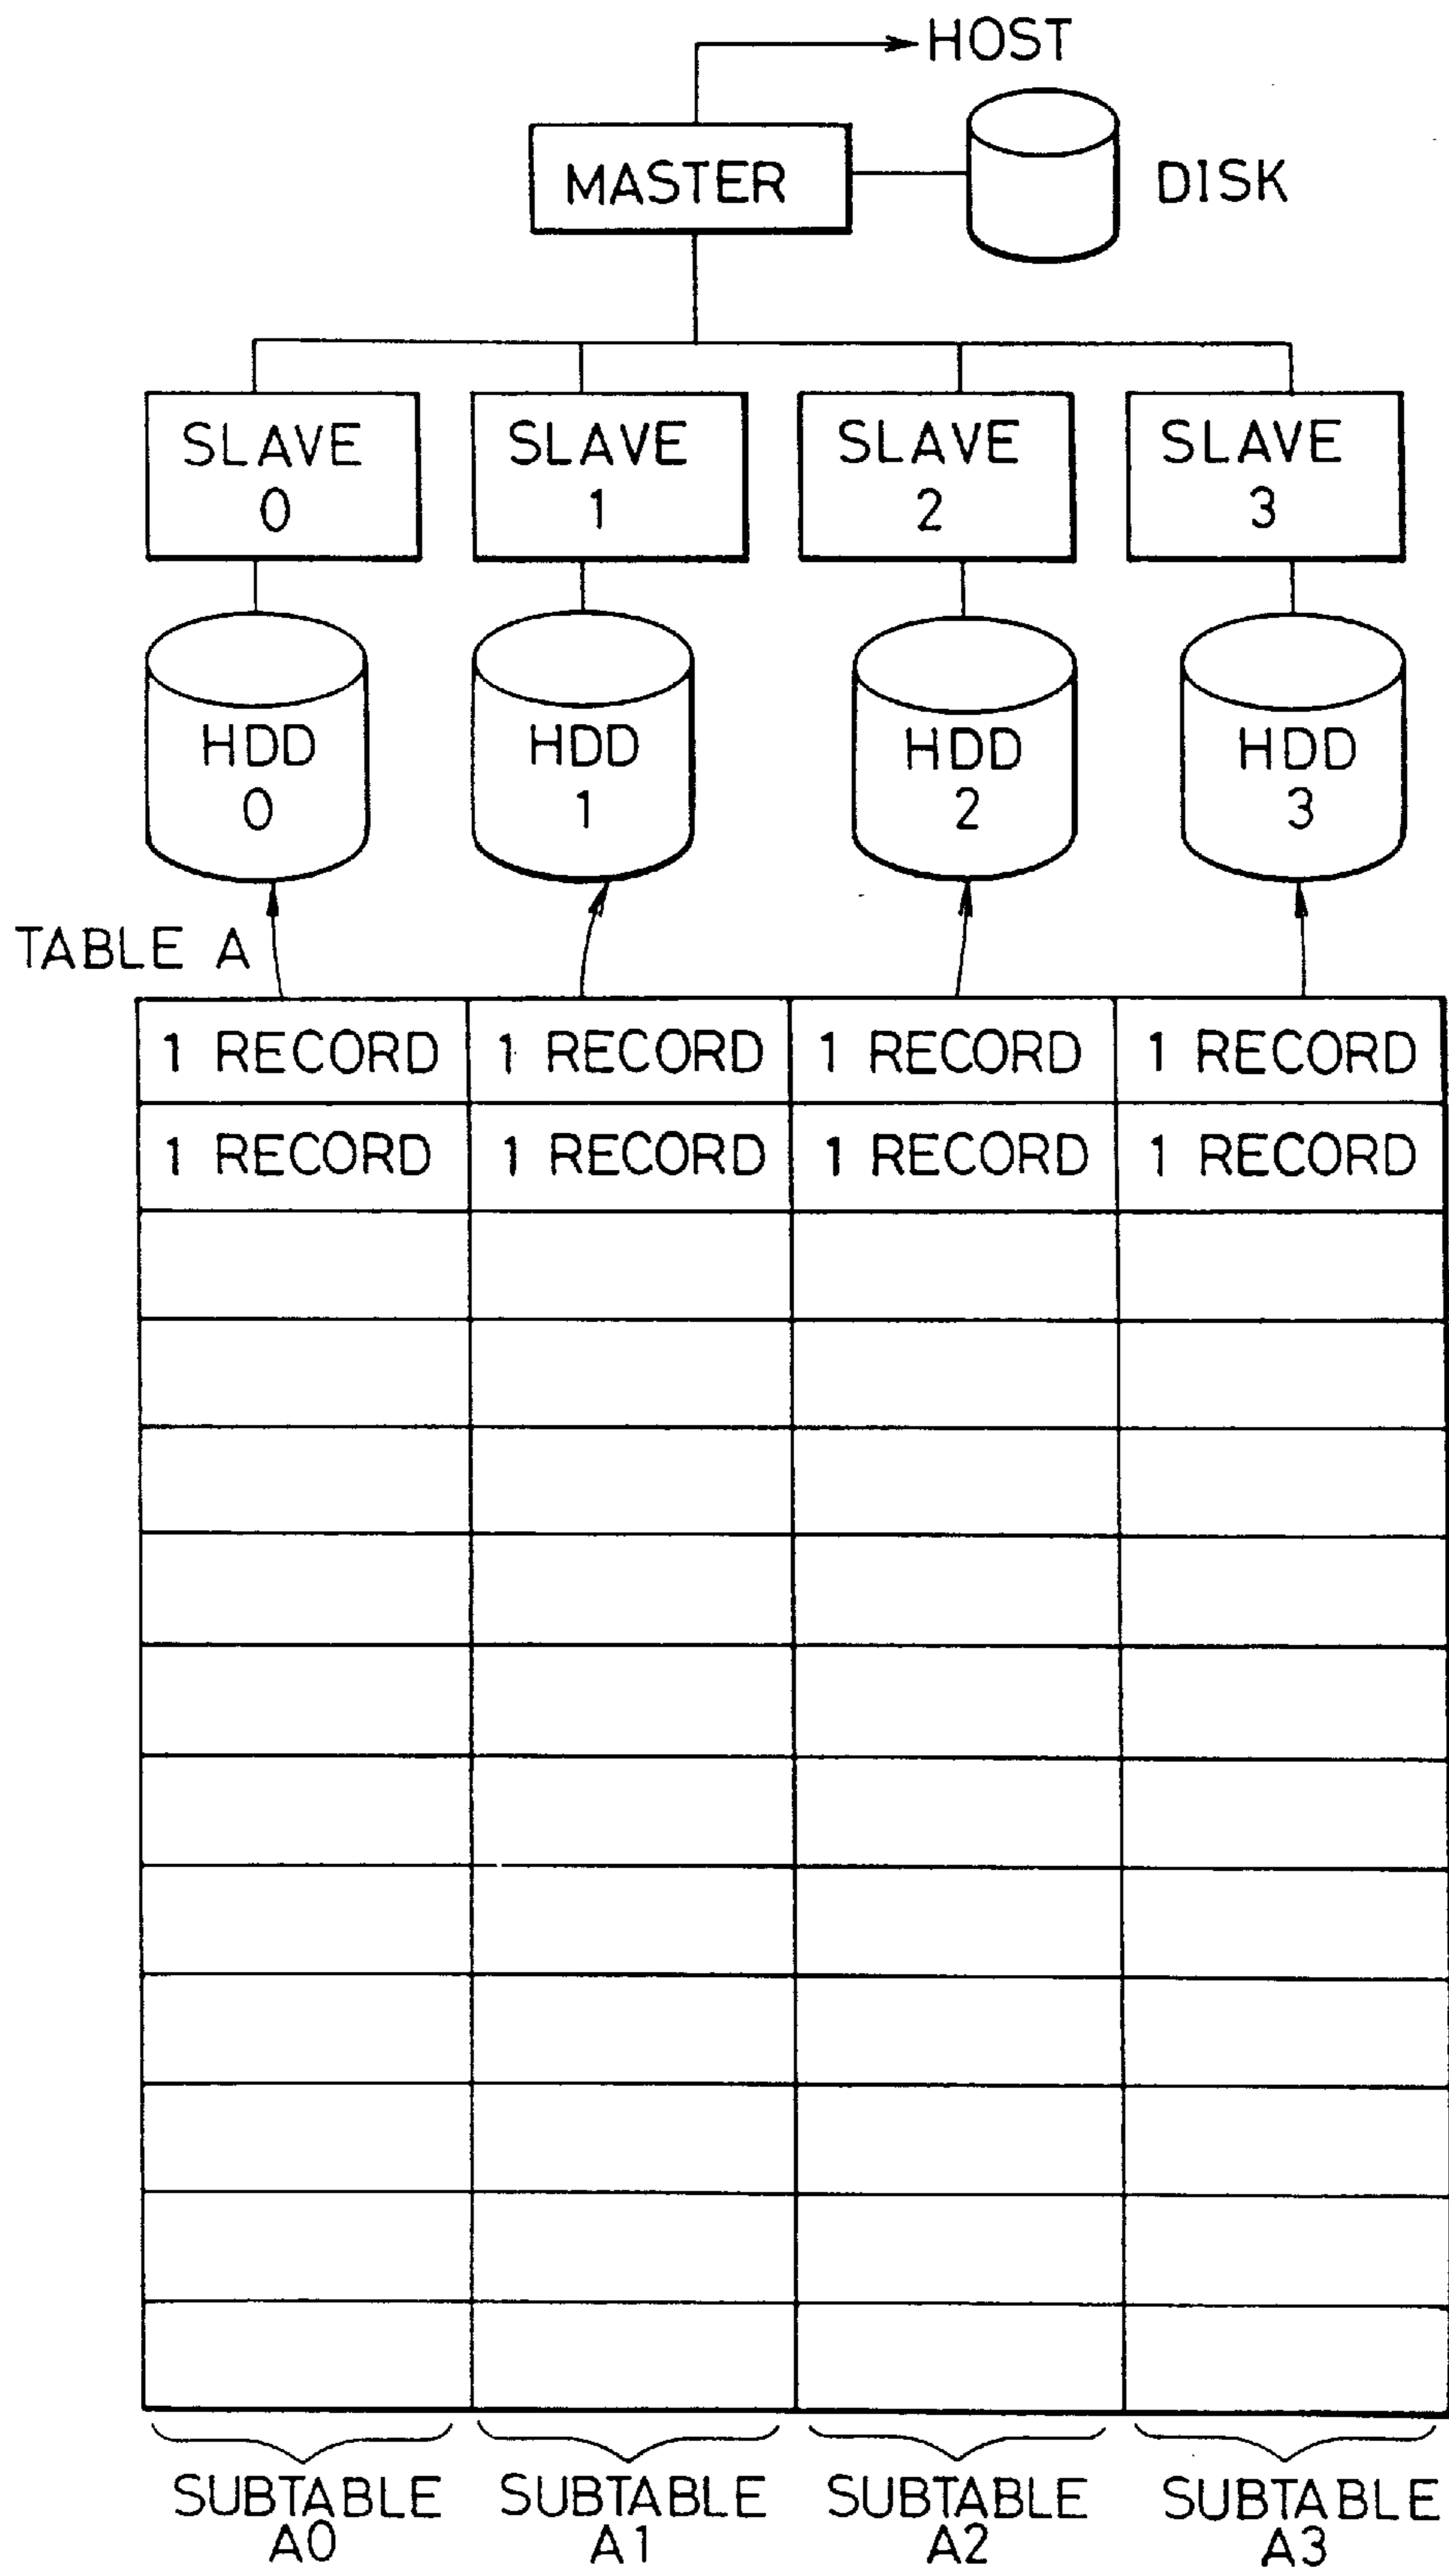 HOST
MASTER
DISK
SLAVE
0
SLAVE
1
SLAVE
2
SLAVE
3
HDD
0
HDD
1
HDD
2
HDD
3
TABLE A
1 RECORD 1 RECORD 1 RECORD 1 RECORD
1 RECORD 1 RECORD 1 RECORD 1 RECORD
SUBTABLE
A0
SUBTABLE
A1
SUBTABLE
A2
SUBTABLE
A3